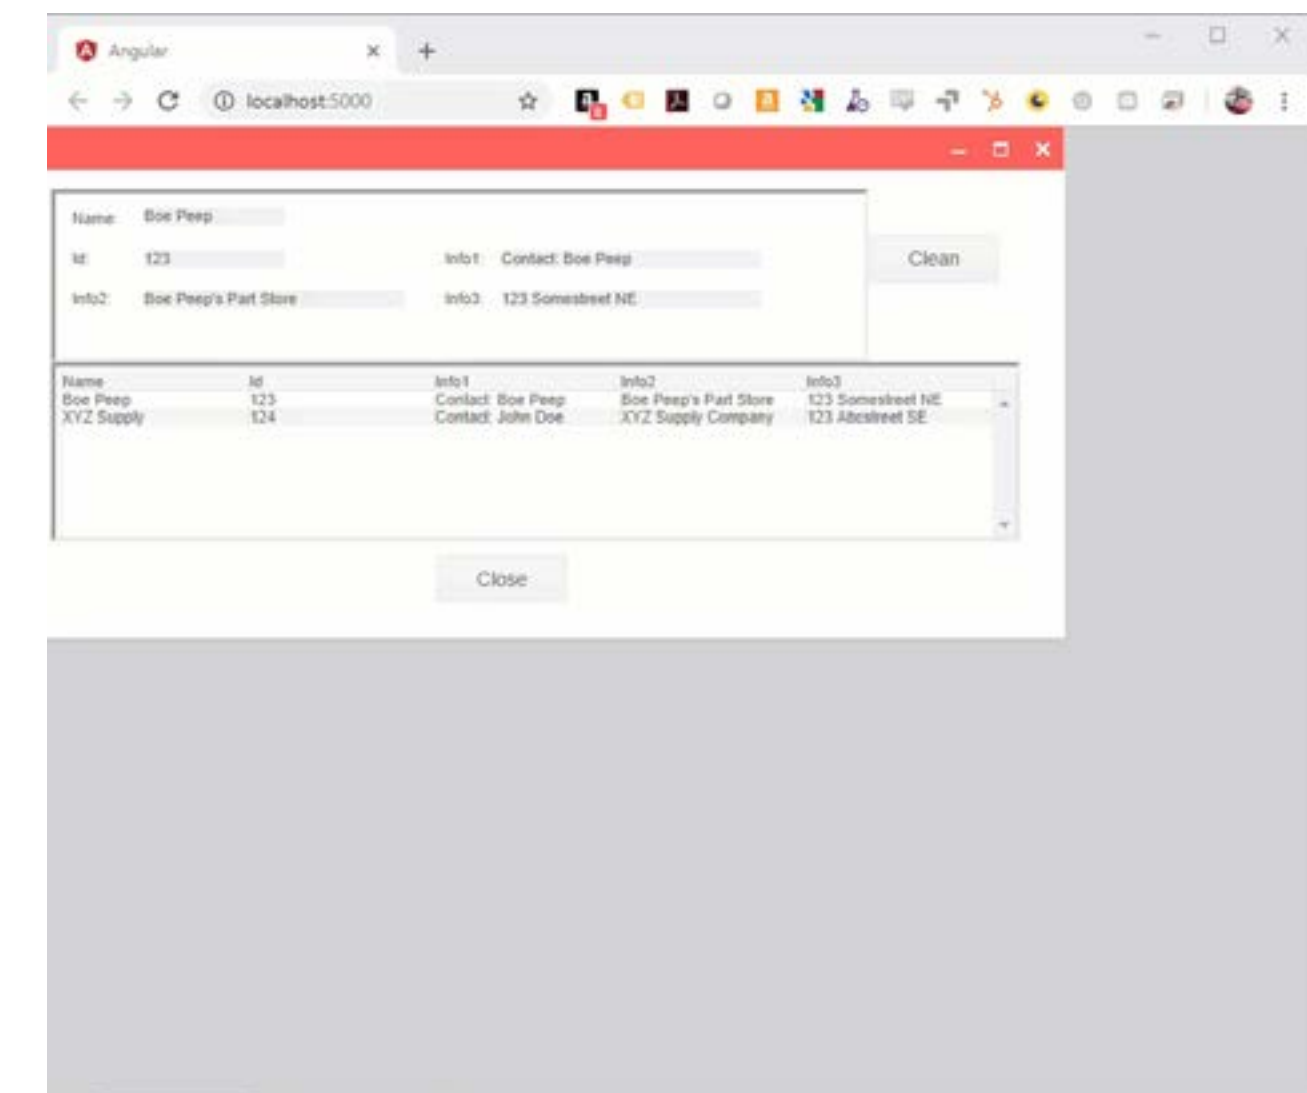 Angular
localhost:5000
Name: Boe Peep
Id: 123 Info1: Contact: Boe Peep Clean
Info2: Boe Peep's Part Store Info3: 123 Somestreet NE
Name Id Info1 Info2 Info3
Boe Peep 123 Contact: Boe Peep Boe Peep's Part Store 123 Somestreet NE
XYZ Supply 124 Contact: John Doe XYZ Supply Company 123 Abcstreet SE
Close